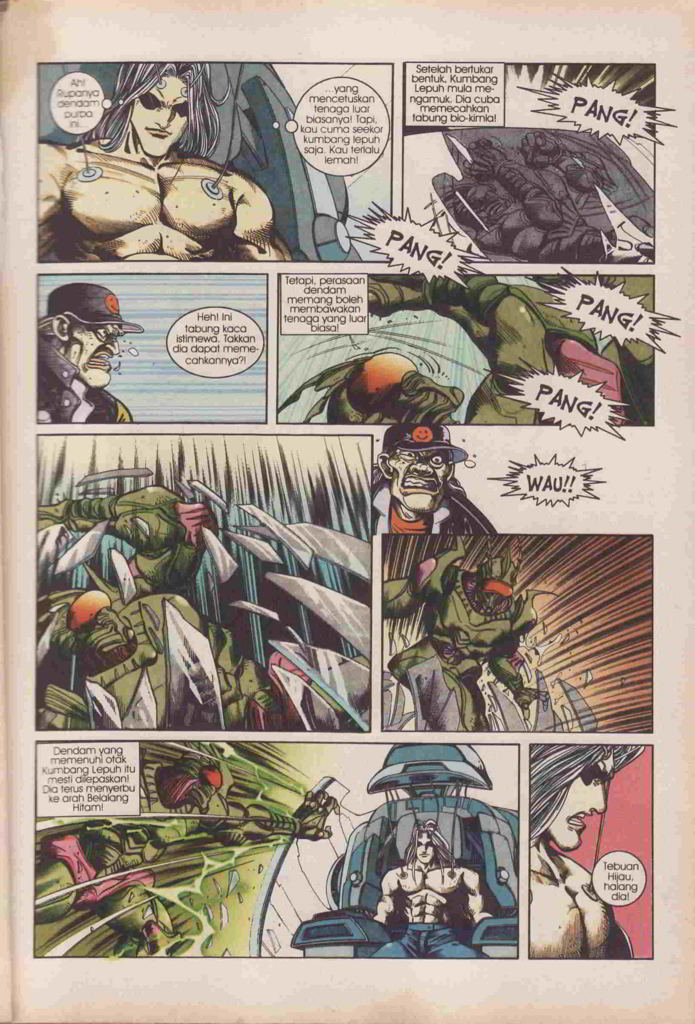 Ah!
Rupanya
dendam
purba
ini...
...yang
mencetuskan
tenaga luar
biasanya! Tapi,
kau cuma seekor
kumbang lepuh
saja. Kau terlalu
lemah!
Setelah bertukar
bentuk, Kumbang
Lepuh mula me-
ngamuk. Dia cuba
memecahkan
tabung bio-kimia!
PANG!
PANG!
Heh! Ini
tabung kaca
istimewa. Takkan
dia dapat meme-
cahkannya?!
Tetapi, perasaan
dendam
memang boleh
membawakan
tenaga yang luar
biasa!
PANG!
PANG!
WAU!!
Dendam yang
memenuhi otak
Kumbang Lepuh itu
mesti dilepaskan!
Dia terus menyerbu
ke arah Belalang
Hitam!
Tebuan
Hijau,
halang
dia!